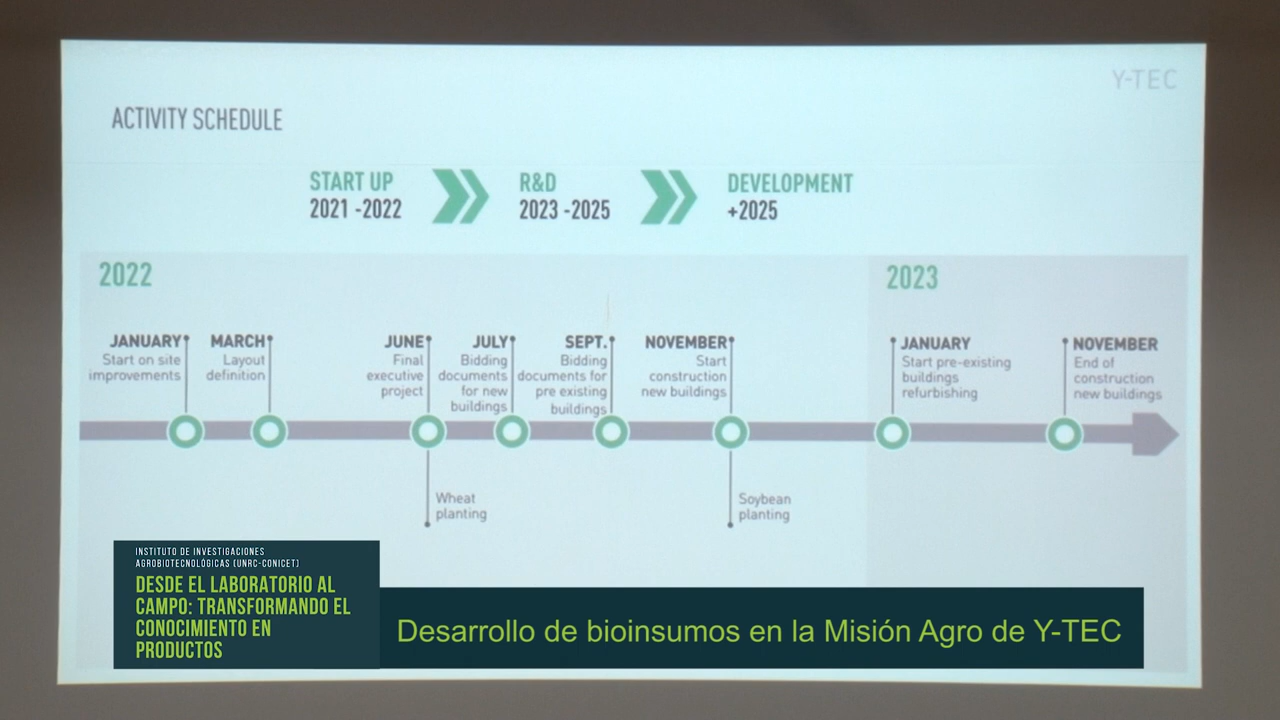 Y-TEC
ACTIVITY SCHEDULE
START UP
2021 -2022
R&D
2023 -2025
DEVELOPMENT
+2025
2022
2023
JANUARY
Start on site
improvements
MARCH
Layout
definition
JUNE
Final
executive
project
JULY
Bidding
documents
for new
buildings
SEPT.
Bidding
documents for
pre existing
buildings
NOVEMBER
Start
construction
new buildings
JANUARY
Start pre-existing
buildings
refurbishing
NOVEMBER
End of
construction
new buildings
Wheat
planting
Soybean
planting
INSTITUTO DE INVESTIGACIONES
AGROBIOTECNOLÓGICAS (UNRC-CONICET)
DESDE EL LABORATORIO AL
CAMPO: TRANSFORMANDO EL
CONOCIMIENTO EN
PRODUCTOS
Desarrollo de bioinsumos en la Misión Agro de Y-TEC